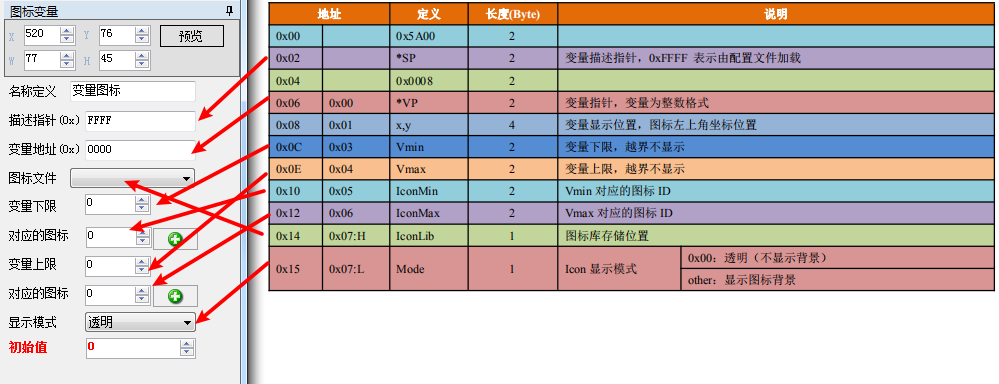 图标变量
X 520 Y 76 预览
W 77 H 45
名称定义 变量图标
描述指针(0x) FFFF
变量地址(0x) 0000
图标文件
变量下限 0
对应的图标 0
变量上限 0
对应的图标 0
显示模式 透明
初始值 0
地址 定义 长度(Byte) 说明
0x00 0x5A00 2
0x02 *SP 2 变量描述指针，0xFFFF 表示由配置文件加载
0x04 0x0008 2
0x06 0x00 *VP 2 变量指针，变量为整数格式
0x08 0x01 x,y 4 变量显示位置，图标左上角坐标位置
0x0C 0x03 Vmin 2 变量下限，越界不显示
0x0E 0x04 Vmax 2 变量上限，越界不显示
0x10 0x05 IconMin 2 Vmin 对应的图标 ID
0x12 0x06 IconMax 2 Vmax 对应的图标 ID
0x14 0x07:H IconLib 1 图标库存储位置
0x15 0x07:L Mode 1 Icon 显示模式 0x00：透明（不显示背景）
other：显示图标背景